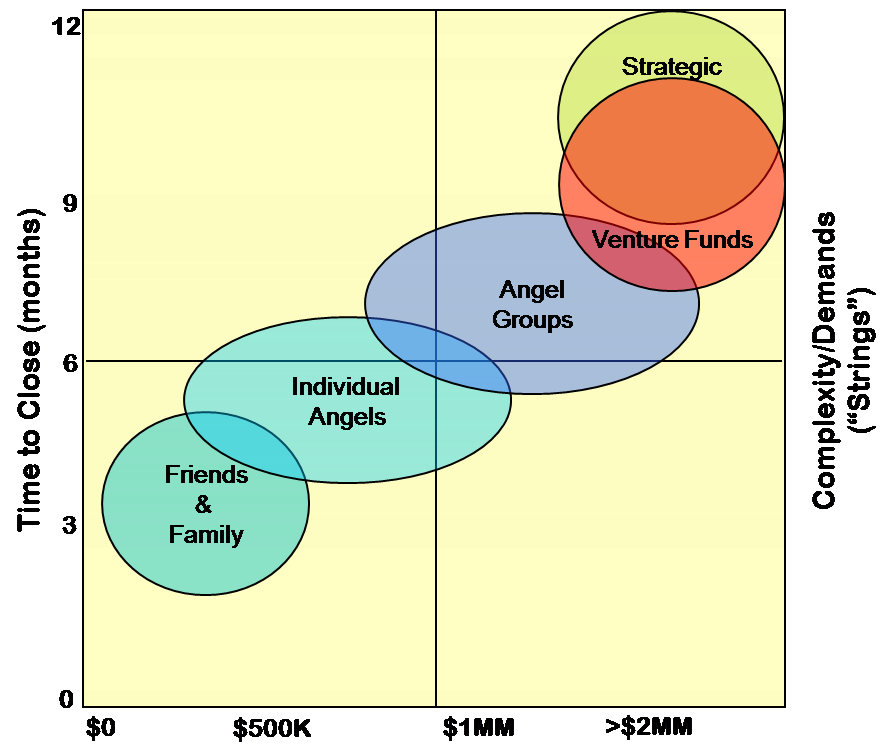 12
9
6
3
0
Time to Close (months)
Strategic
Venture Funds
Angel
Groups
Individual
Angels
Friends
&
Family
Complexity/Demands
(“Strings”)
$0
$500K
$1MM
>$2MM